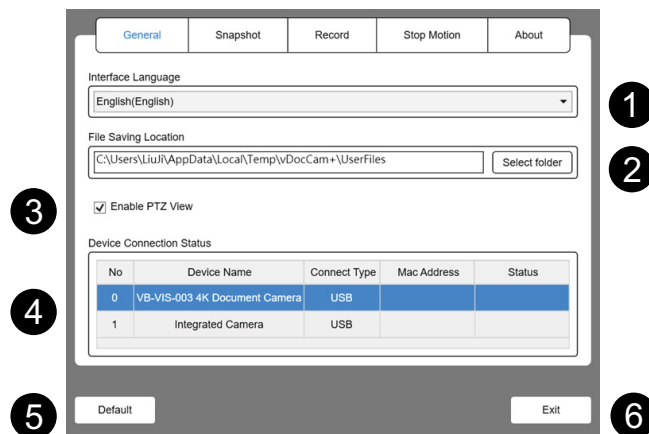 General Snapshot Record Stop Motion About
Interface Language
English(English)
1
File Saving Location
C:\Users\LiuJi\AppData\Local\Temp\vDocCam+\UserFiles Select folder
2
3 Enable PTZ View
Device Connection Status
No Device Name Connect Type Mac Address Status
0 VB-VIS-003 4K Document Camera USB
4
1 Integrated Camera USB
5 Default Exit 6